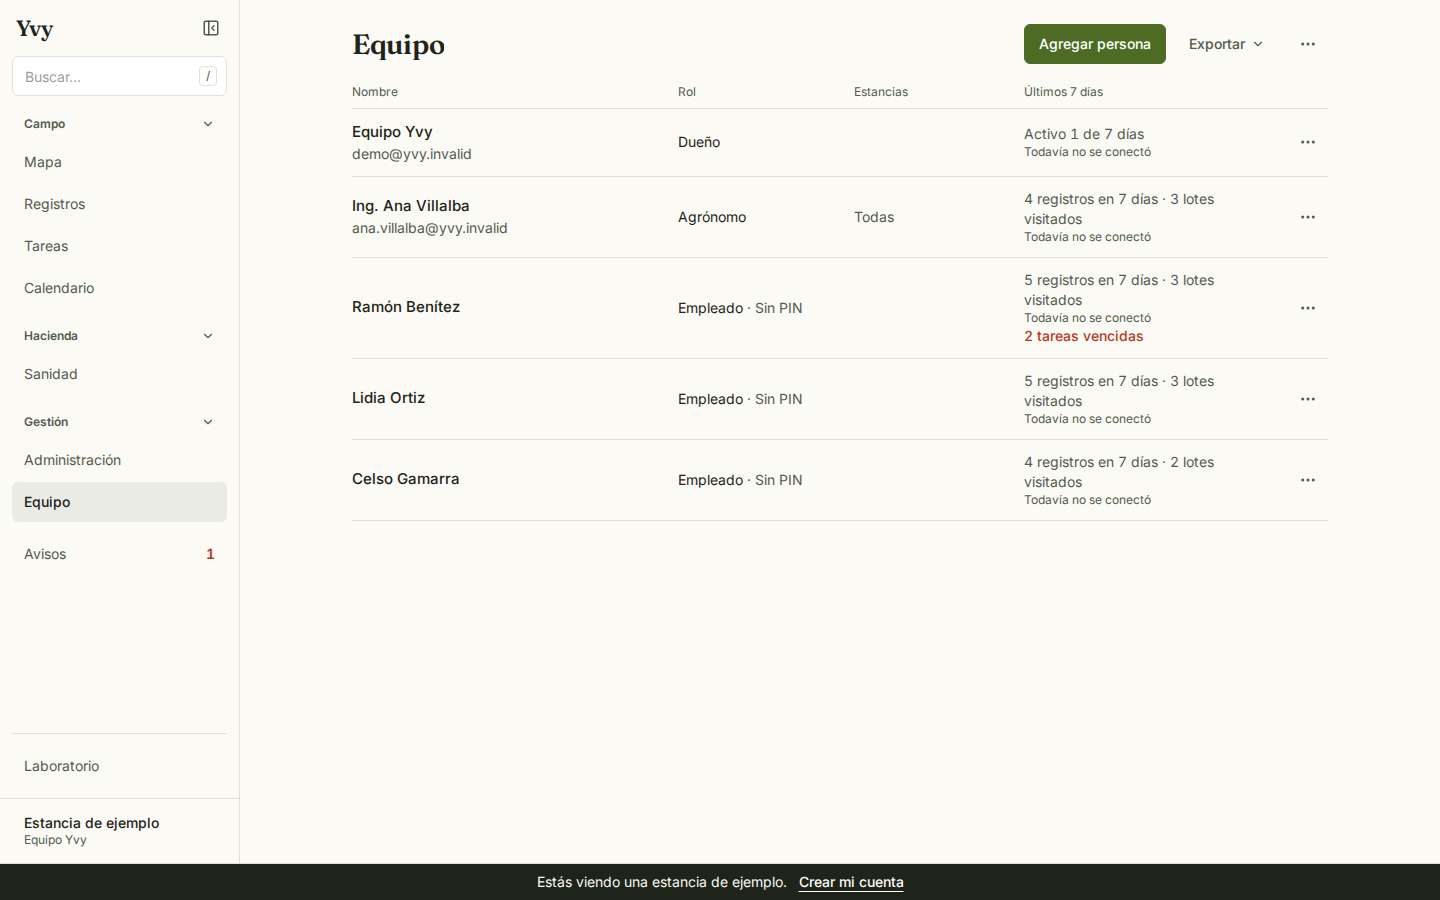 Yvy
Buscar...
/
Campo
Mapa
Registros
Tareas
Calendario
Hacienda
Sanidad
Gestión
Administración
Equipo
Avisos 1
Laboratorio
Estancia de ejemplo
Equipo Yvy
Equipo
Agregar persona
Exportar
Nombre Rol Estancias Últimos 7 días
Equipo Yvy
demo@yvy.invalid
Dueño
Activo 1 de 7 días
Todavía no se conectó
Ing. Ana Villalba
ana.villalba@yvy.invalid
Agrónomo
Todas
4 registros en 7 días · 3 lotes
visitados
Todavía no se conectó
Ramón Benítez
Empleado · Sin PIN
5 registros en 7 días · 3 lotes
visitados
Todavía no se conectó
2 tareas vencidas
Lidia Ortiz
Empleado · Sin PIN
5 registros en 7 días · 3 lotes
visitados
Todavía no se conectó
Celso Gamarra
Empleado · Sin PIN
4 registros en 7 días · 2 lotes
visitados
Todavía no se conectó
Estás viendo una estancia de ejemplo. Crear mi cuenta